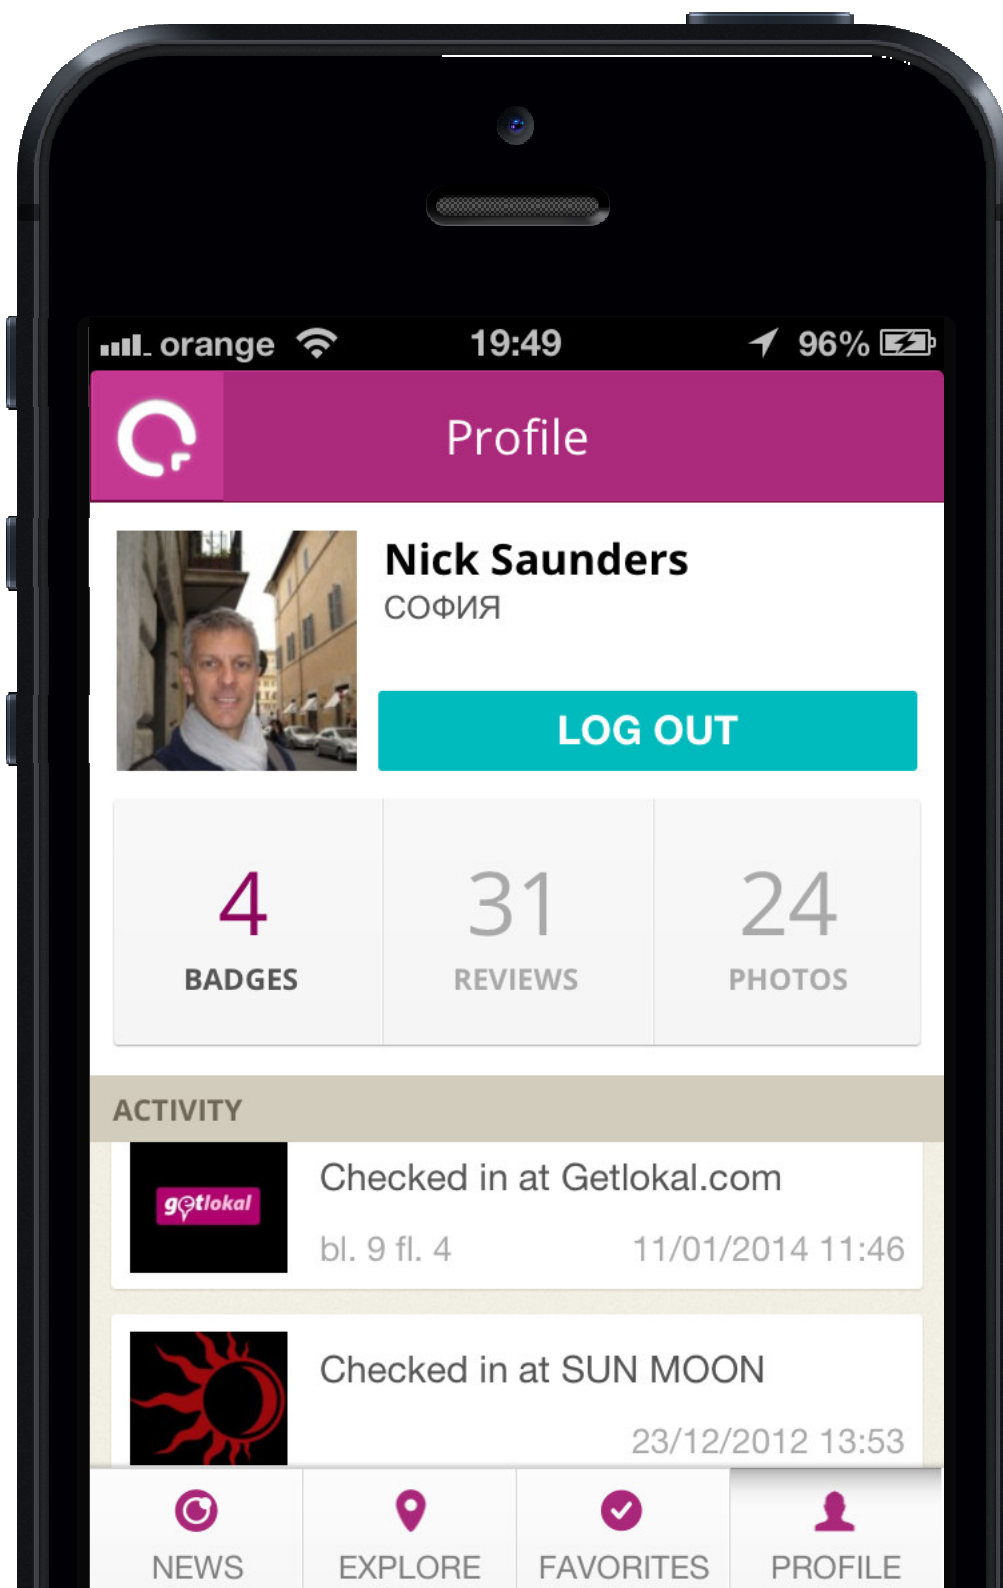 orange 19:49 96%
Profile
Nick Saunders
СОФИЯ
LOG OUT
4 31 24
BADGES REVIEWS PHOTOS
ACTIVITY
getlokal
Checked in at Getlokal.com
bl. 9 fl. 4 11/01/2014 11:46
Checked in at SUN MOON
23/12/2012 13:53
NEWS EXPLORE FAVORITES PROFILE